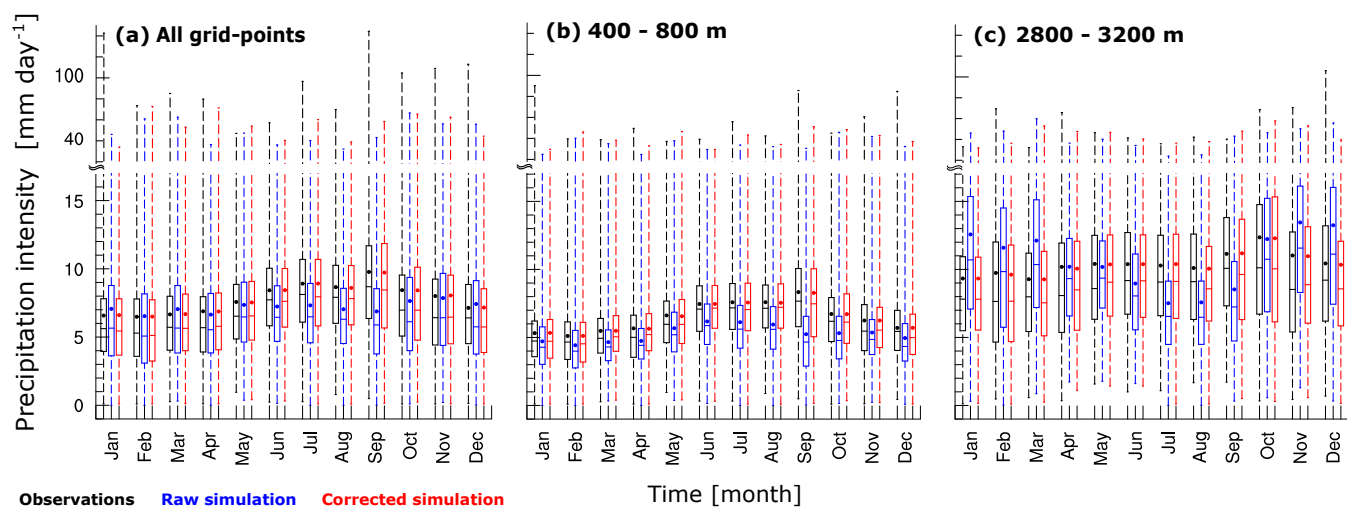 (a) All grid-points
(b) 400 - 800 m
(c) 2800 - 3200 m
Precipitation intensity [mm day⁻¹]
100
40
15
10
5
0
Jan Feb Mar Apr May Jun Jul Aug Sep Oct Nov Dec
Jan Feb Mar Apr May Jun Jul Aug Sep Oct Nov Dec
Jan Feb Mar Apr May Jun Jul Aug Sep Oct Nov Dec
Time [month]
Observations Raw simulation Corrected simulation